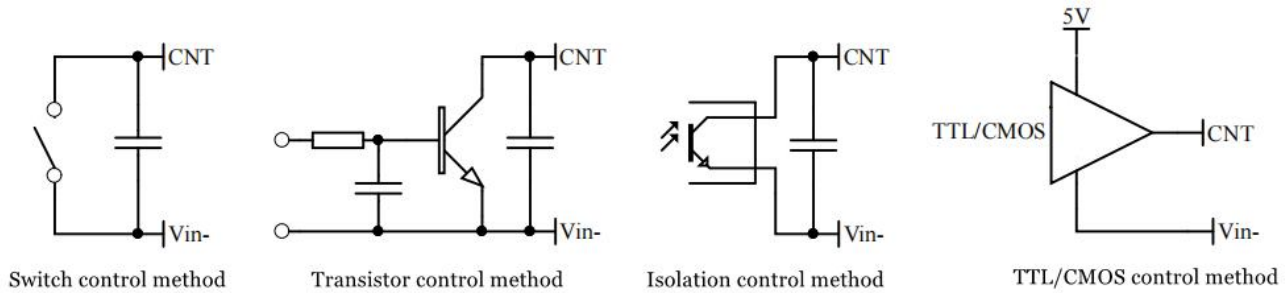 5V
CNT
CNT
CNT
TTL/CMOS
CNT
Vin-
Vin-
Vin-
Vin-
Switch control method
Transistor control method
Isolation control method
TTL/CMOS control method